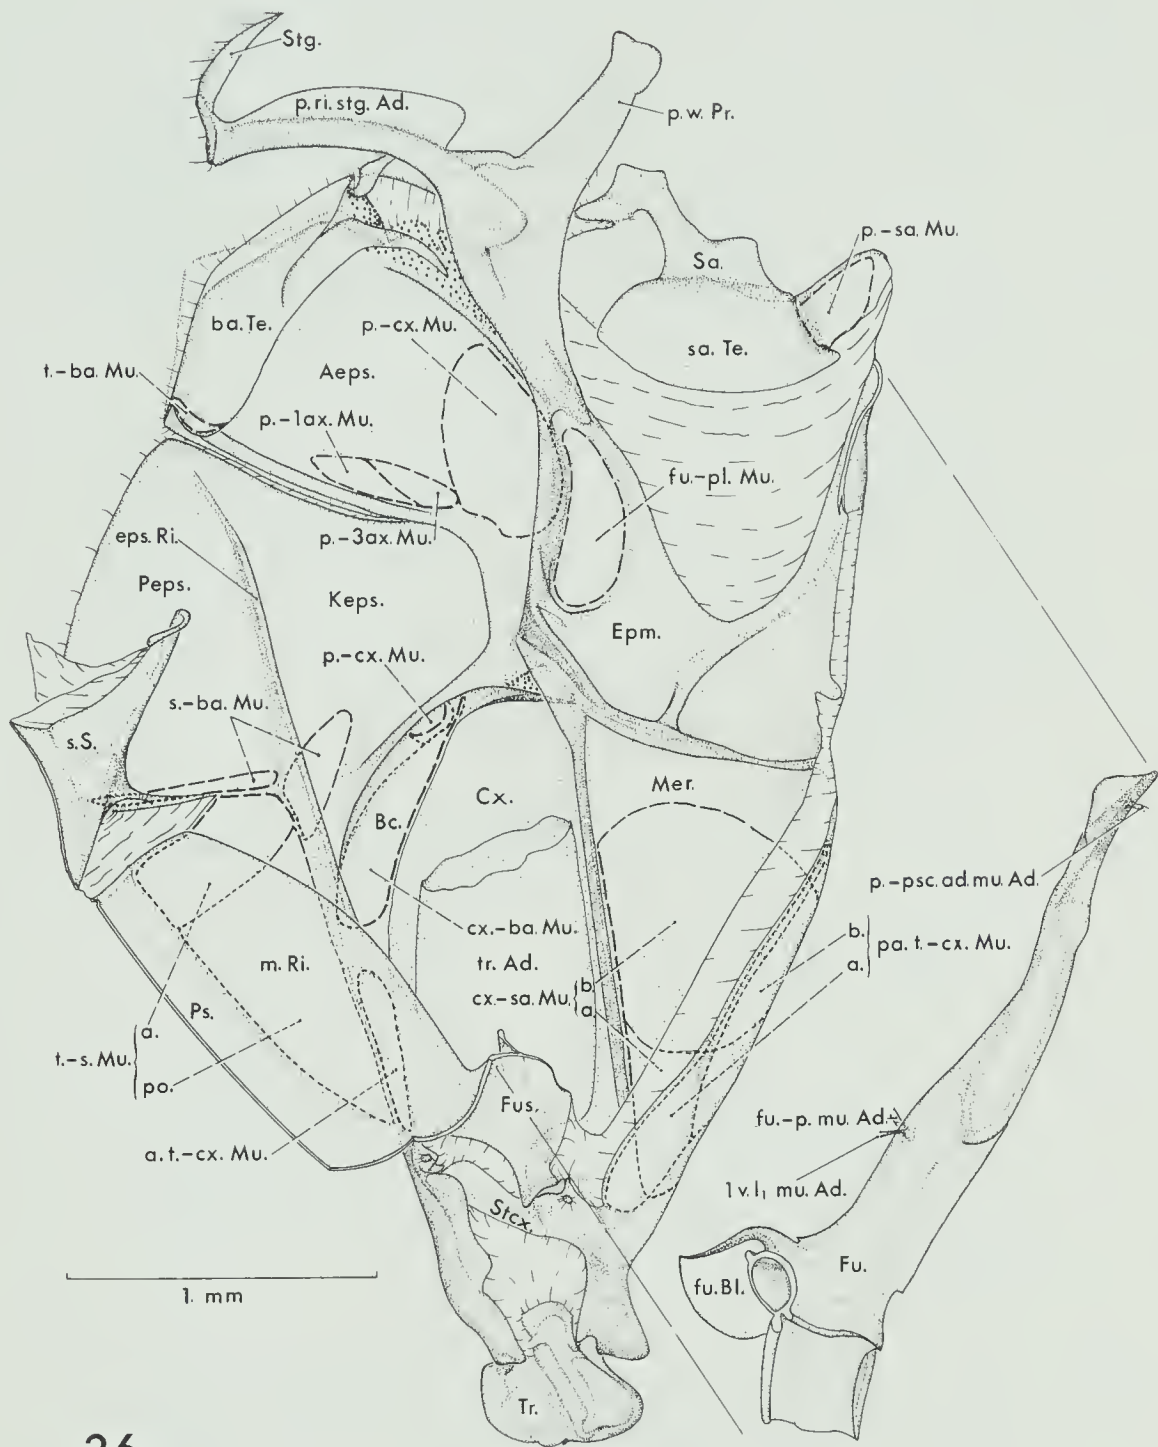 Stg.
p.ri.stg. Ad.
p.w. Pr.
p.-sa. Mu.
Sa.
ba. Te.
p.-cx. Mu.
sa. Te.
t.-ba. Mu.
Aeps.
p.-1ax. Mu.
fu.-pl. Mu.
p.-3ax. Mu.
eps. Ri.
Peps.
Keps.
Epm.
p.-cx. Mu.
s.-ba. Mu.
s.S.
Cx.
Mer.
Bc.
p.-psc. ad. mu. Ad.
cx.-ba. Mu.
b.
a.
pa. t.-cx. Mu.
m. Ri.
tr. Ad.
cx.-sa. Mu.
b.
a.
Ps.
t.-s. Mu.
a.
po.
Fus.
fu.-p. mu. Ad.
a. t.-cx. Mu.
1v.l₁ mu. Ad.
Stcx.
Fu.
fu. Bl.
1. mm
Tr.
26